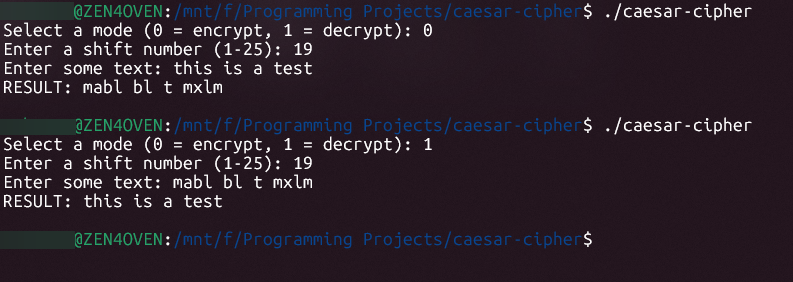 @ZEN4OVEN:/mnt/f/Programming Projects/caesar-cipher$ ./caesar-cipher
Select a mode (0 = encrypt, 1 = decrypt): 0
Enter a shift number (1-25): 19
Enter some text: this is a test
RESULT: mabl bl t mxlm
@ZEN4OVEN:/mnt/f/Programming Projects/caesar-cipher$ ./caesar-cipher
Select a mode (0 = encrypt, 1 = decrypt): 1
Enter a shift number (1-25): 19
Enter some text: mabl bl t mxlm
RESULT: this is a test
@ZEN4OVEN:/mnt/f/Programming Projects/caesar-cipher$